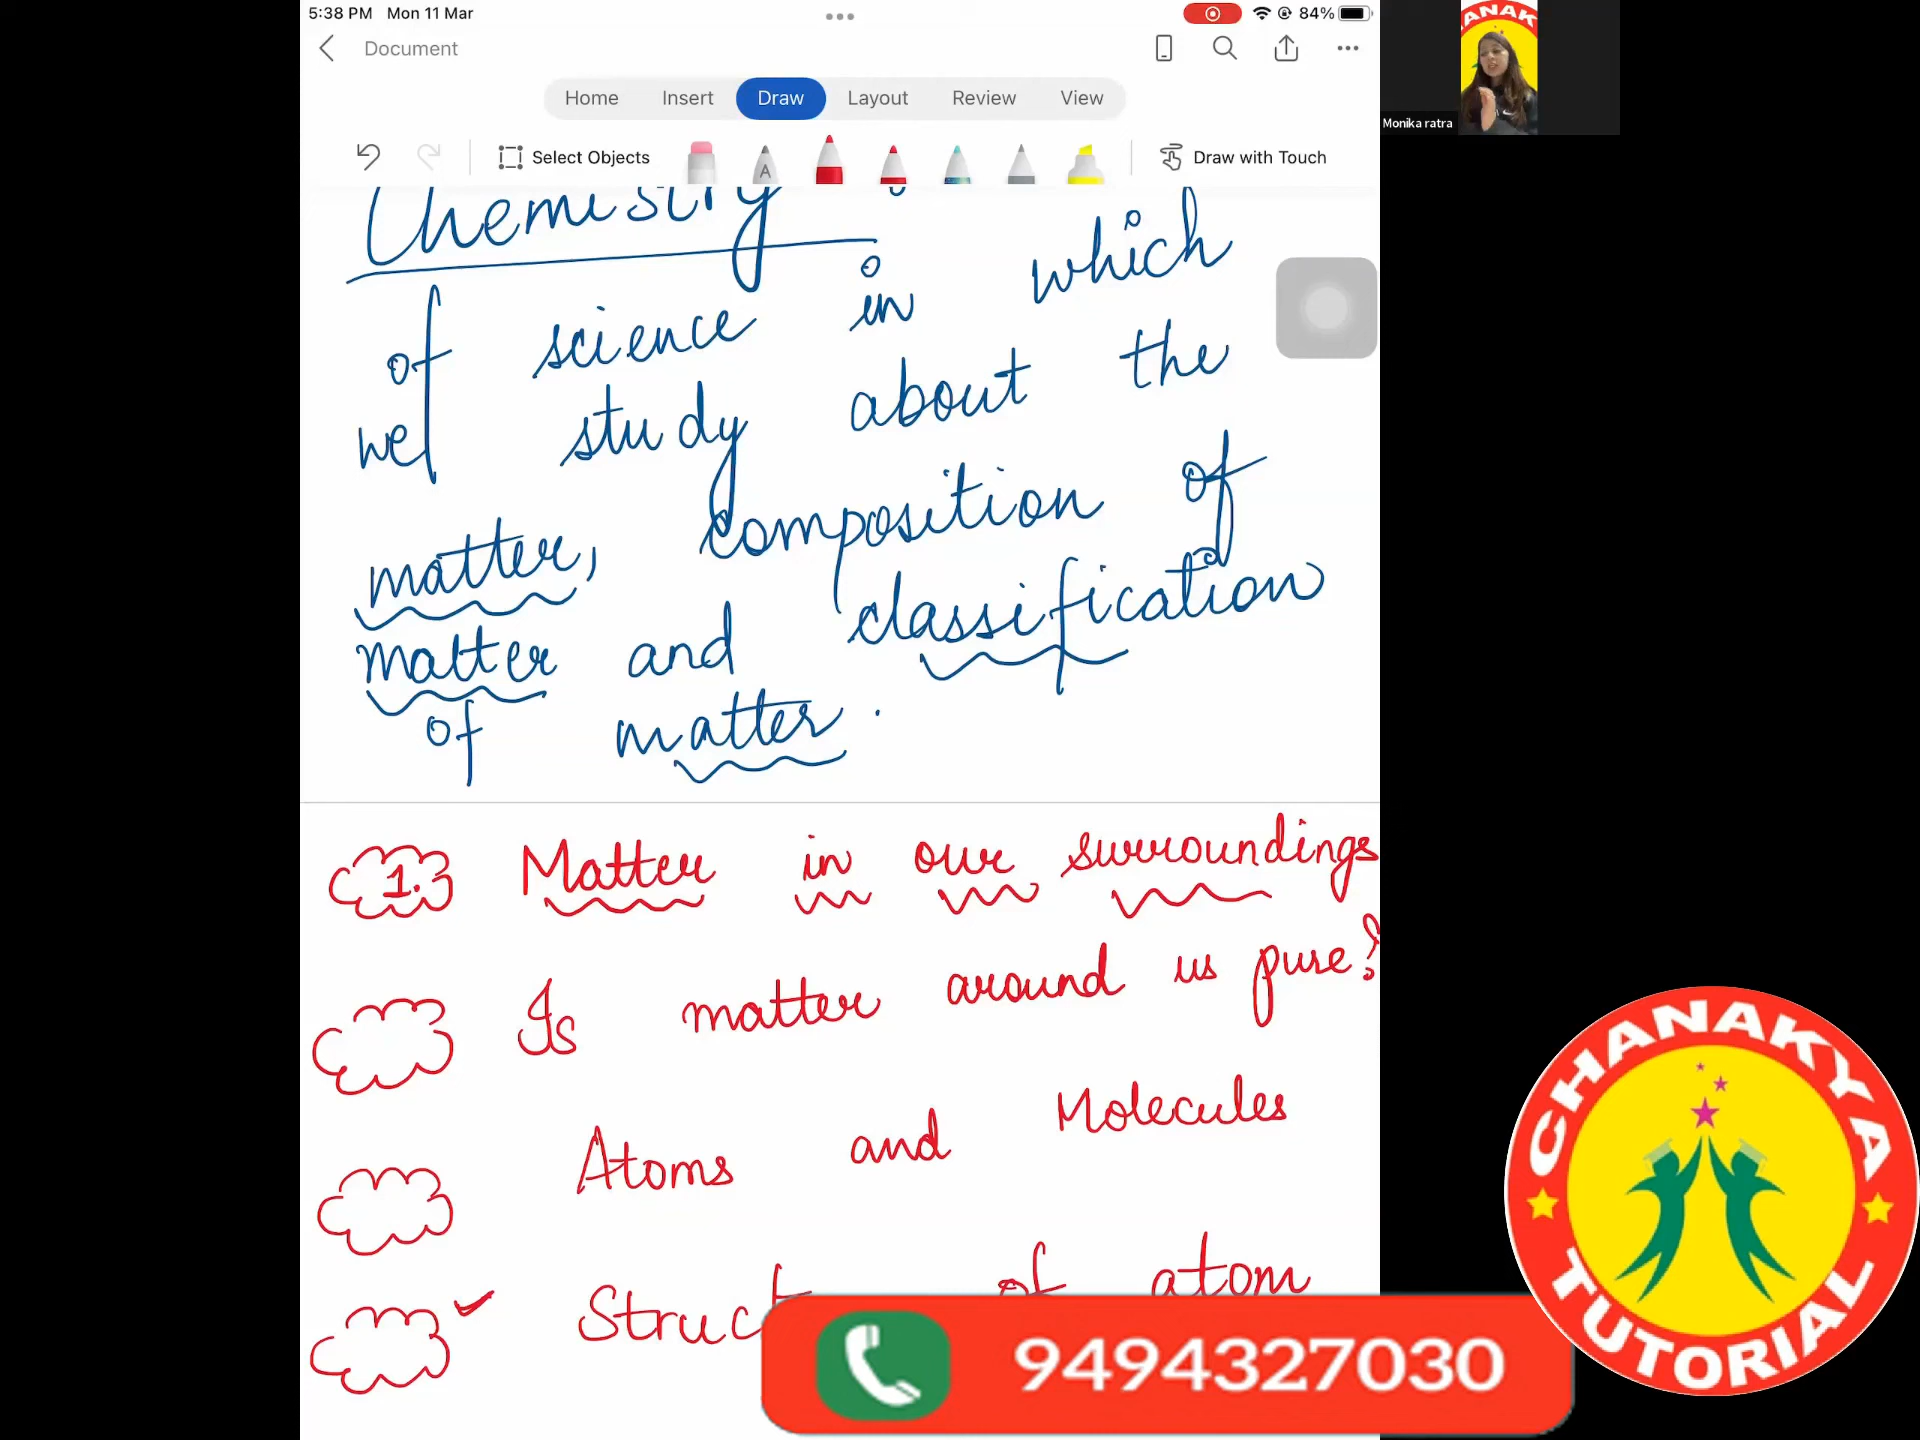 5:38 PM Mon 11 Mar
84%
Document
Home Insert Draw Layout Review View
Select Objects
A
Draw with Touch
Monika ratra
CHANAK
Chemistry
of science in which
we study about the
matter, composition of
matter and classification
of matter.
1. Matter in our surroundings
Is matter around us pure?
Atoms and Molecules
of atom
9494327030
CHANAKYA
TUTORIAL